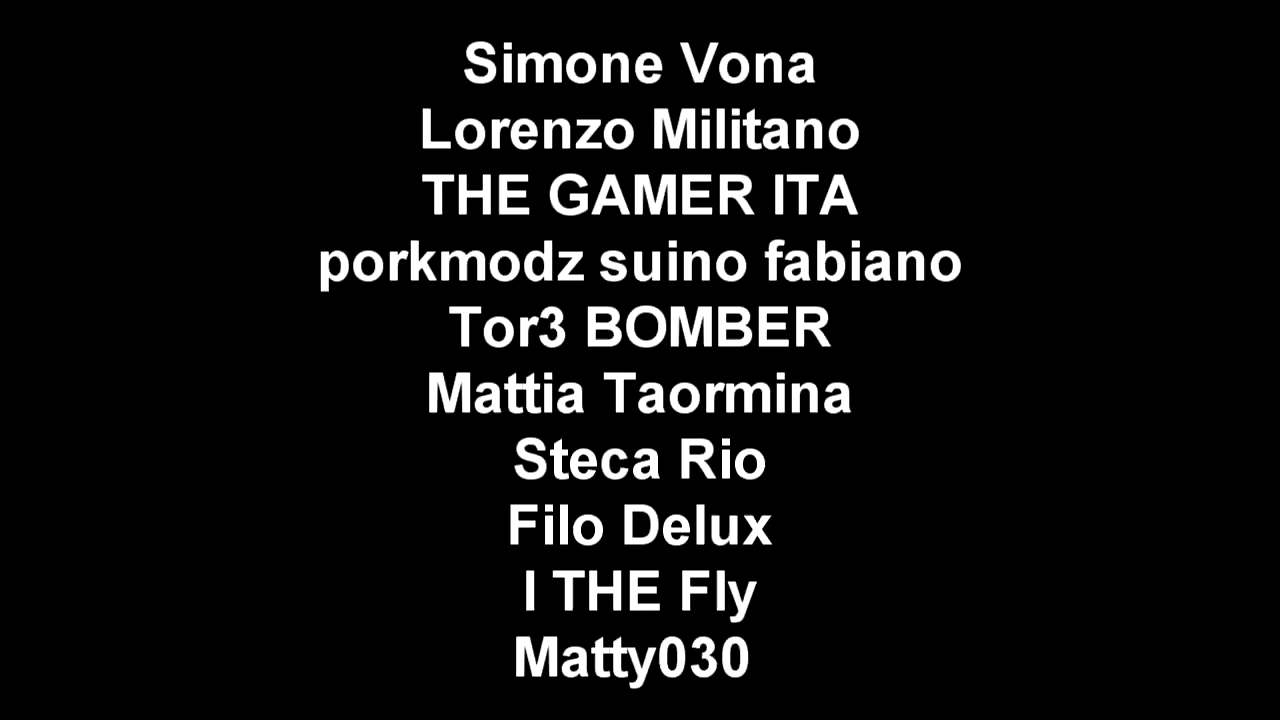 Simone Vona
Lorenzo Militano
THE GAMER ITA
porkmodz suino fabiano
Tor3 BOMBER
Mattia Taormina
Steca Rio
Filo Delux
I THE Fly
Matty030